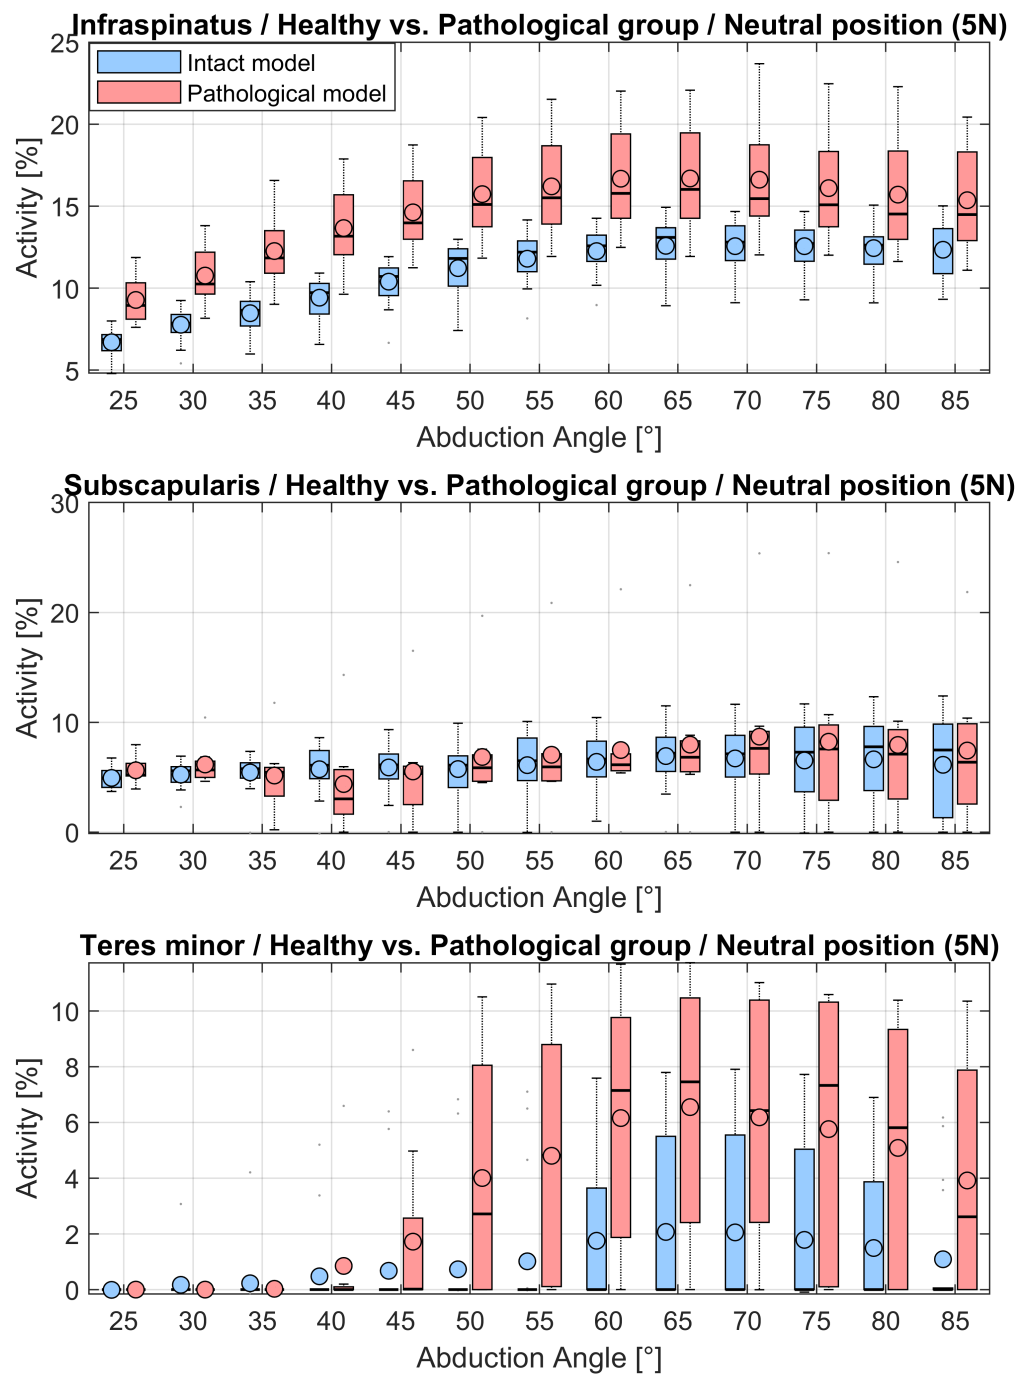 Infraspinatus / Healthy vs. Pathological group / Neutral position (5N)
Intact model
Pathological model
25
20
15
10
5
Activity [%]
25 30 35 40 45 50 55 60 65 70 75 80 85
Abduction Angle [°]
Subscapularis / Healthy vs. Pathological group / Neutral position (5N)
30
20
10
0
Activity [%]
25 30 35 40 45 50 55 60 65 70 75 80 85
Abduction Angle [°]
Teres minor / Healthy vs. Pathological group / Neutral position (5N)
10
8
6
4
2
0
Activity [%]
25 30 35 40 45 50 55 60 65 70 75 80 85
Abduction Angle [°]